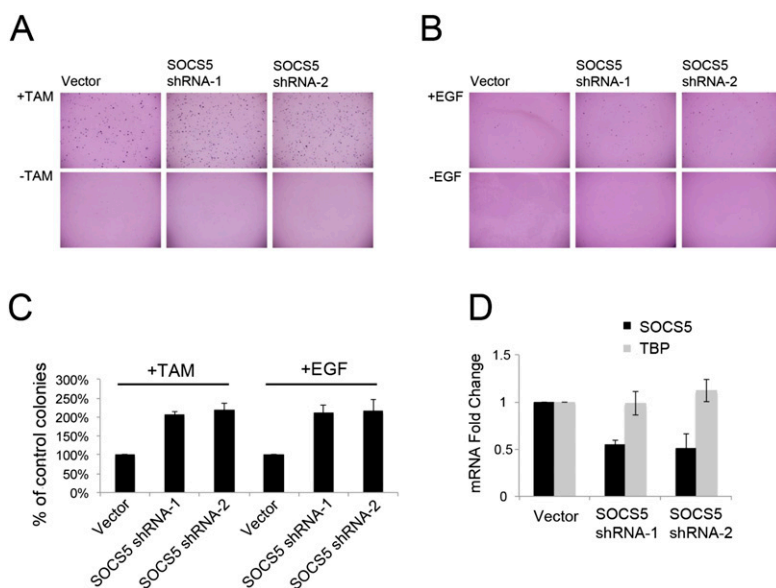 A
Vector
SOCS5
shRNA-1
SOCS5
shRNA-2
+TAM
-TAM
B
Vector
SOCS5
shRNA-1
SOCS5
shRNA-2
+EGF
-EGF
C
% of control colonies
+TAM
+EGF
300%
250%
200%
150%
100%
50%
0%
Vector
SOCS5 shRNA-1
SOCS5 shRNA-2
Vector
SOCS5 shRNA-1
SOCS5 shRNA-2
D
SOCS5
TBP
mRNA Fold Change
1.5
1
0.5
0
Vector
SOCS5
shRNA-1
SOCS5
shRNA-2